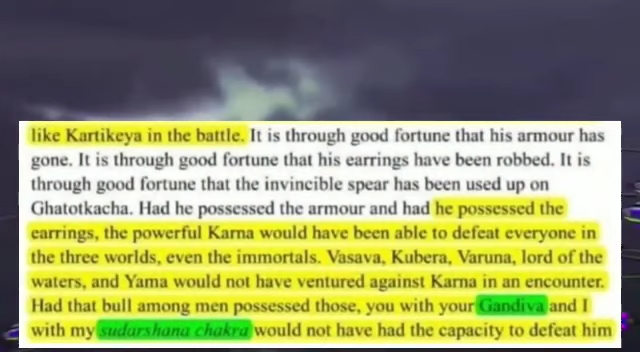 like Kartikeya in the battle. It is through good fortune that his armour has
gone. It is through good fortune that his earrings have been robbed. It is
through good fortune that the invincible spear has been used up on
Ghatotkacha. Had he possessed the armour and had he possessed the
earrings, the powerful Karna would have been able to defeat everyone in
the three worlds, even the immortals. Vasava, Kubera, Varuna, lord of the
waters, and Yama would not have ventured against Karna in an encounter.
Had that bull among men possessed those, you with your Gandiva and I
with my sudarshana chakra would not have had the capacity to defeat him